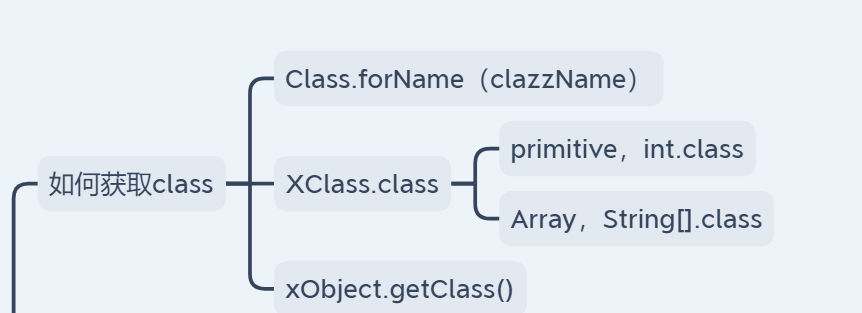 Class.forName（clazzName）
primitive，int.class
如何获取class
XClass.class
Array，String[].class
xObject.getClass()